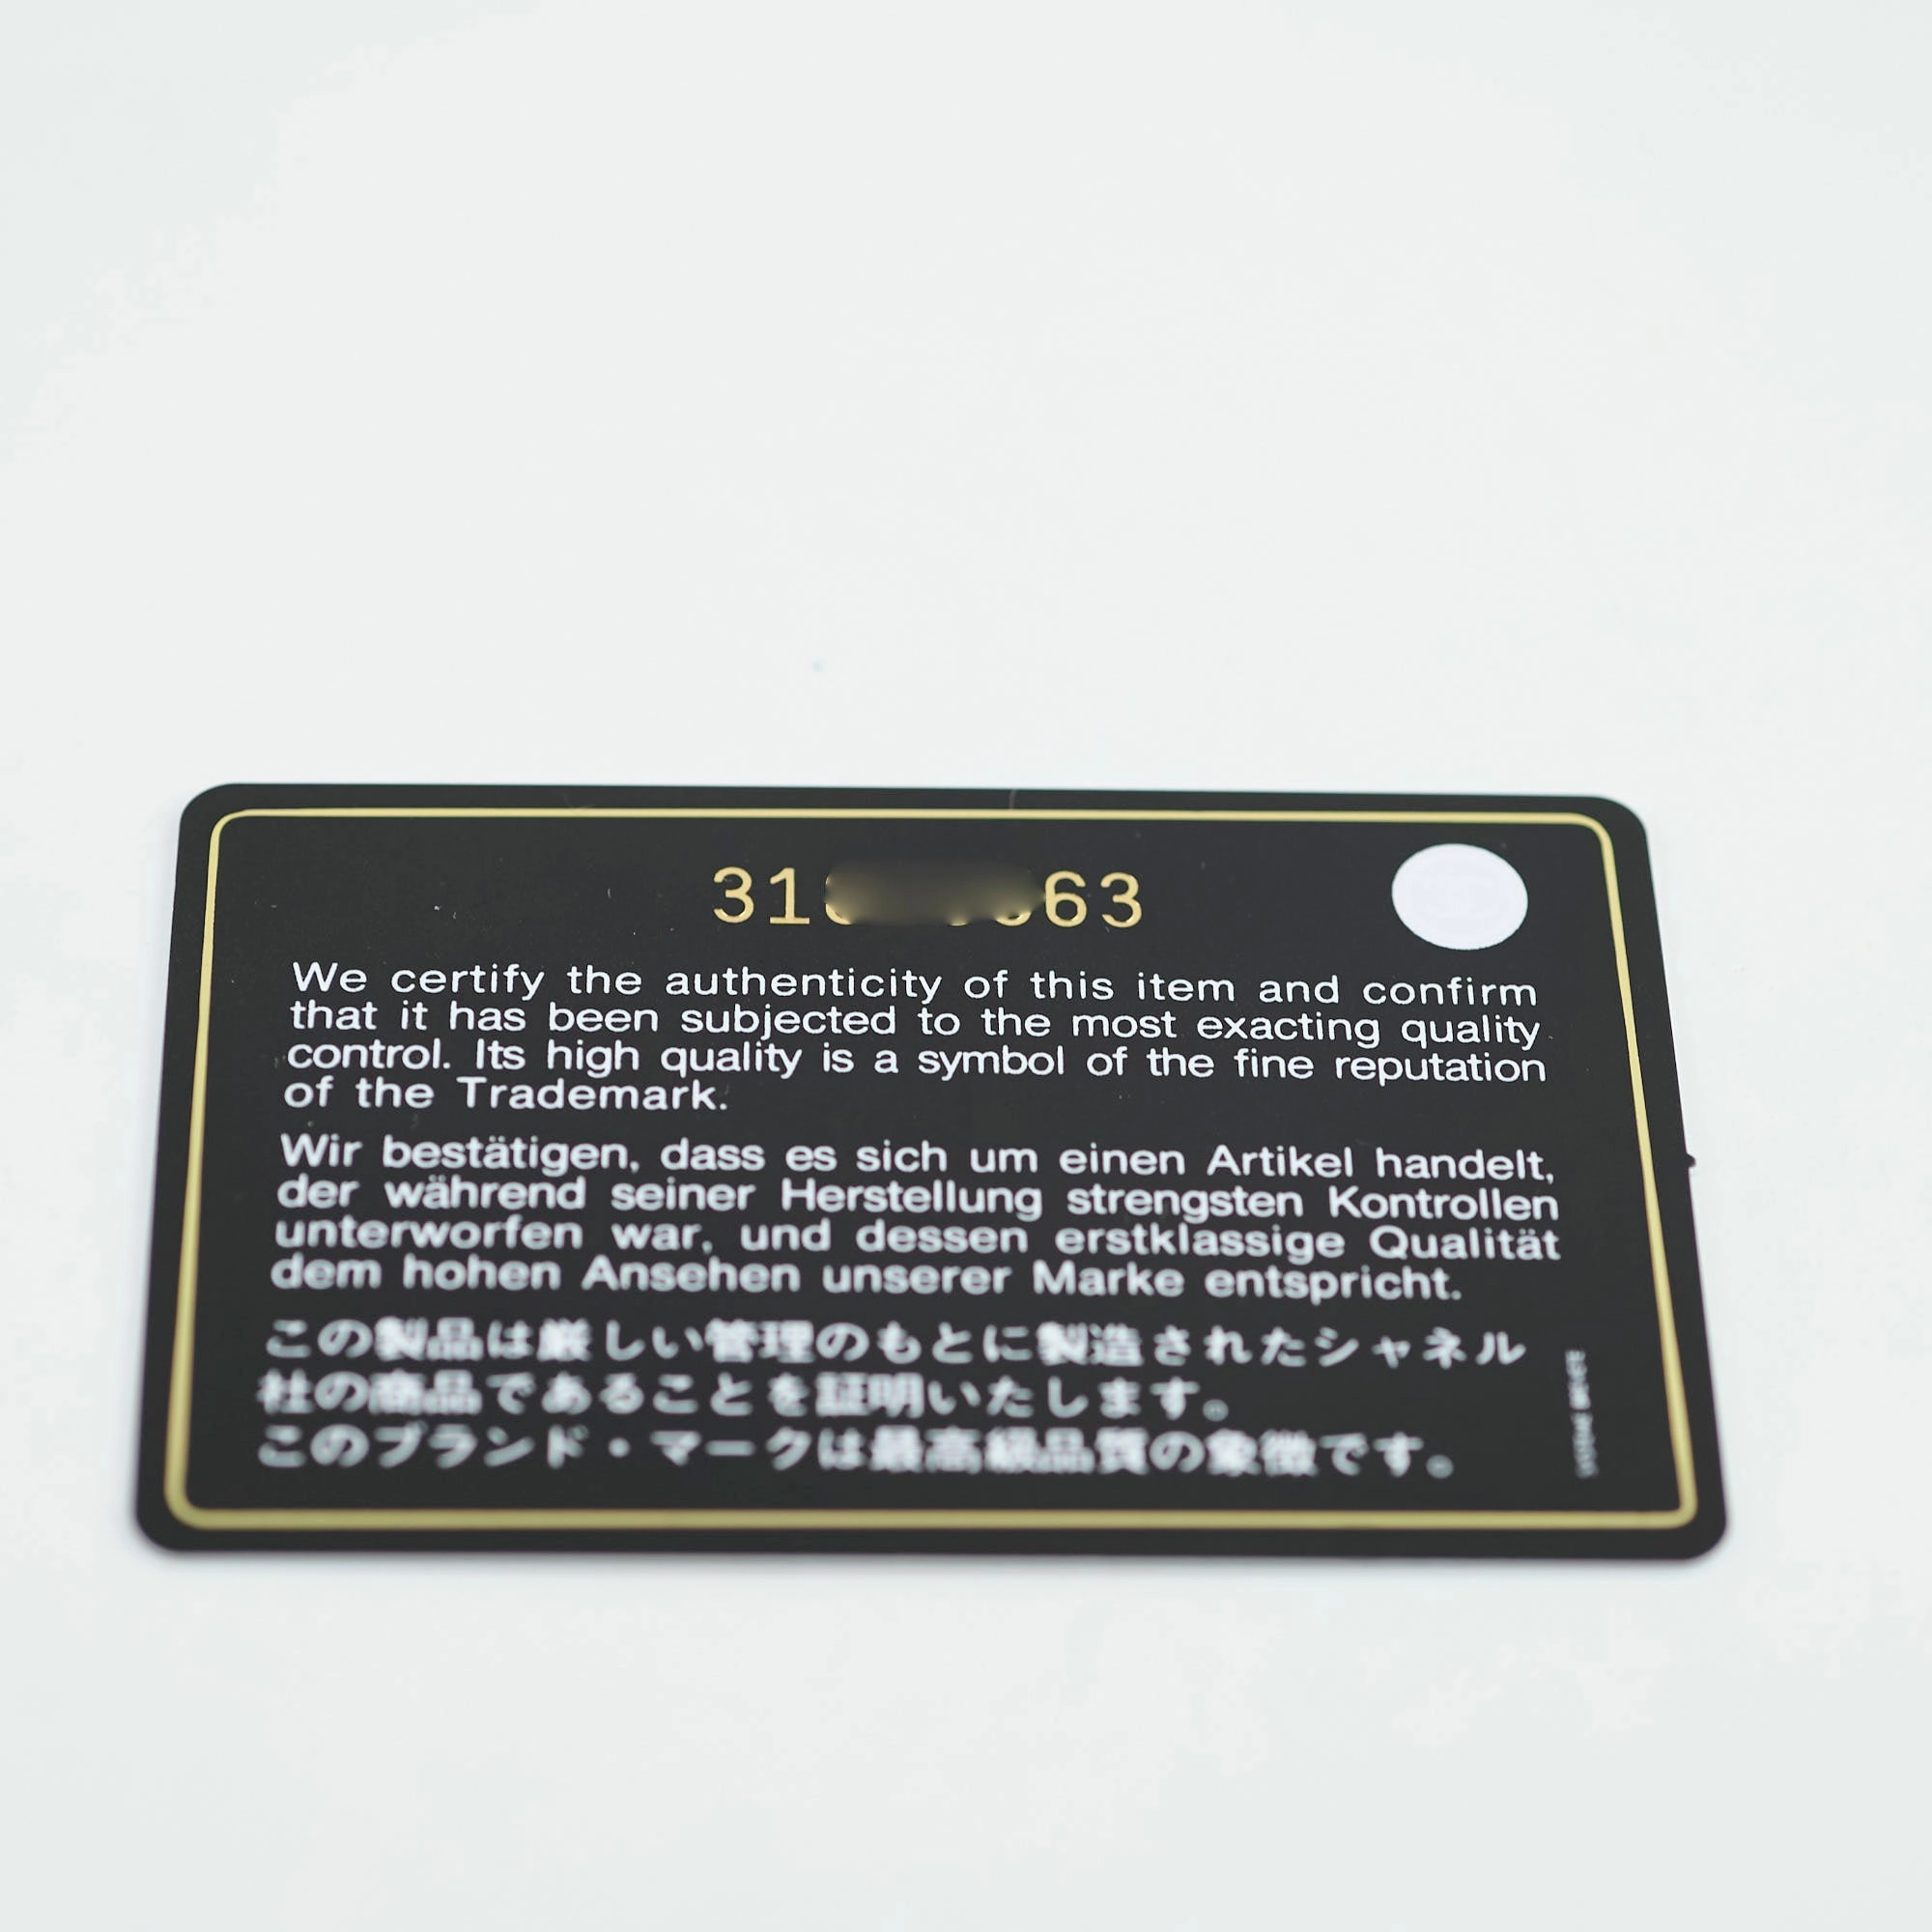 31 63
We certify the authenticity of this item and confirm
that it has been subjected to the most exacting quality
control. Its high quality is a symbol of the fine reputation
of the Trademark.
Wir bestätigen, dass es sich um einen Artikel handelt,
der während seiner Herstellung strengsten Kontrollen
unterworfen war, und dessen erstklassige Qualität
dem hohen Ansehen unserer Marke entspricht.
この製品は厳しい管理のもとに製造されたシャネル
社の商品であることを証明いたします。
このブランド・マークは最高級品質の象徴です。